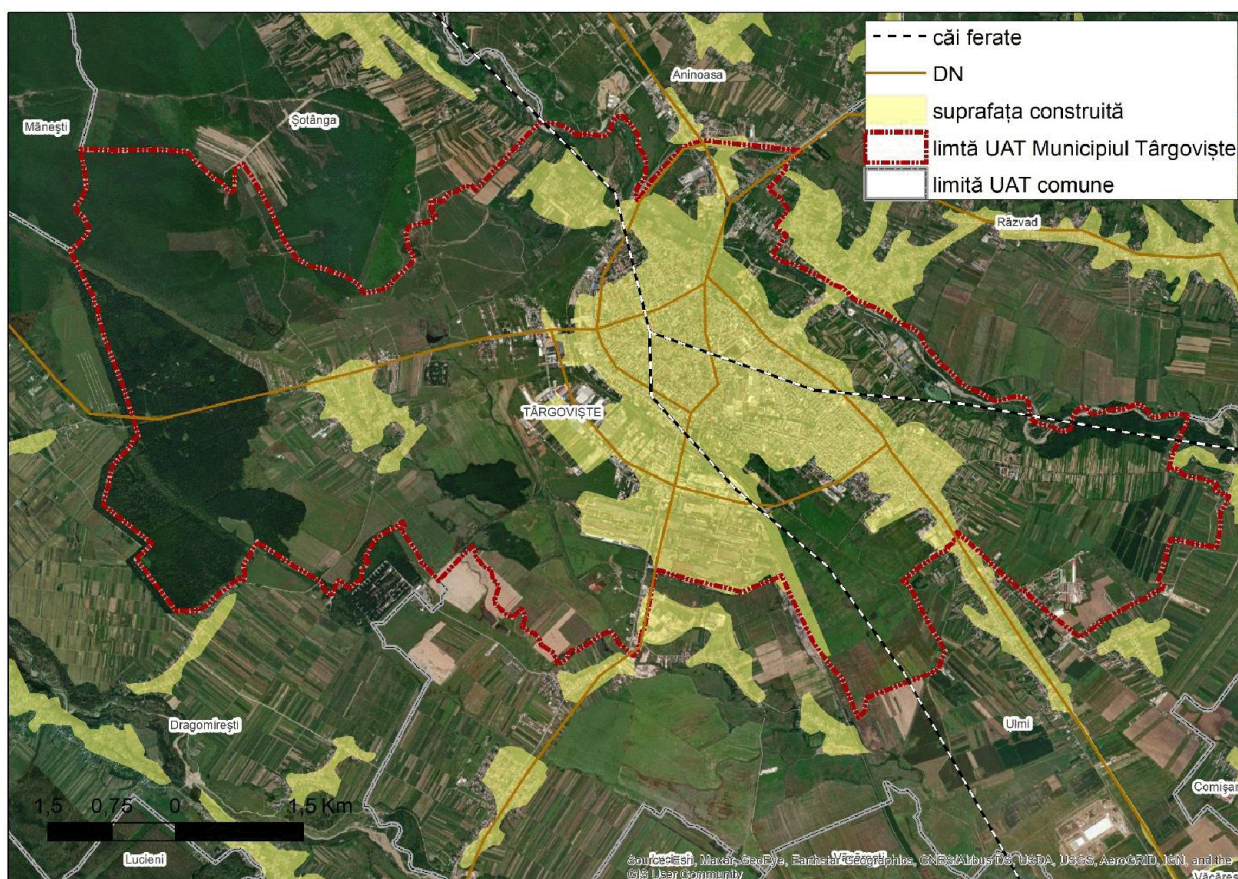 căi ferate
DN
suprafața construită
limtă UAT Municipiul Târgoviște
limită UAT comune
Aninoasa
Mănești
Șotânga
Răzvad
TÂRGOVIȘTE
Dragomirești
Ulmi
Comișan
1,5 0,75 0 1,5 Km
Lucieni
Source: Esri, Maxar, GeoEye, Earthstar Geographics, CNES/Airbus DS, USDA, USGS, AeroGRID, IGN, and the
GIS User Community
Văcăreș